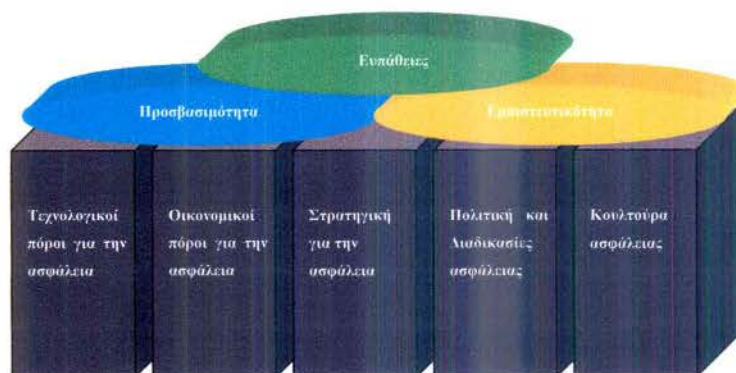 Ευπάθειες
Προσβασιμότητα
Εμπιστευτικότητα
Τεχνολογικοί
πόροι για την
ασφάλεια
Οικονομικοί
πόροι για την
ασφάλεια
Στρατηγική
για την
ασφάλεια
Πολιτική και
Διαδικασίες
ασφάλειας
Κουλτούρα
ασφάλειας